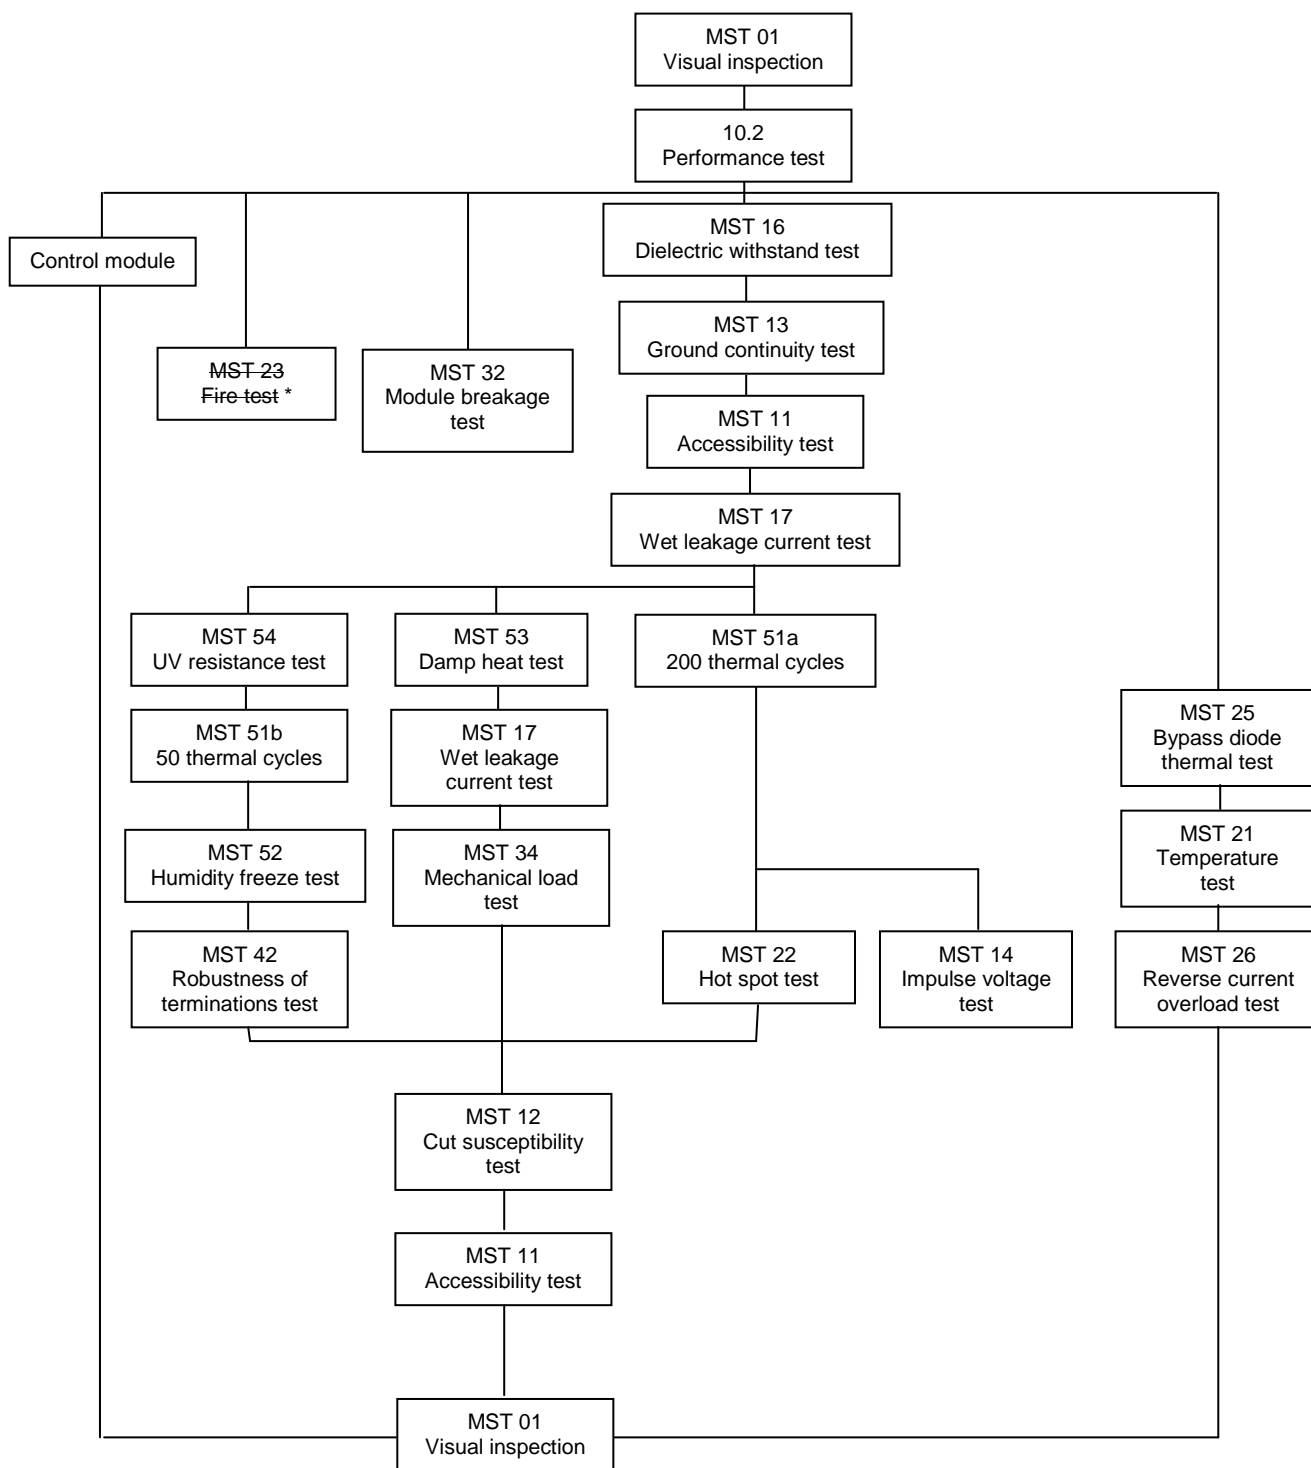 MST 01
Visual inspection
10.2
Performance test
Control module
MST 23
Fire test *
MST 32
Module breakage
test
MST 16
Dielectric withstand test
MST 13
Ground continuity test
MST 11
Accessibility test
MST 17
Wet leakage current test
MST 54
UV resistance test
MST 53
Damp heat test
MST 51a
200 thermal cycles
MST 51b
50 thermal cycles
MST 17
Wet leakage
current test
MST 25
Bypass diode
thermal test
MST 52
Humidity freeze test
MST 34
Mechanical load
test
MST 21
Temperature
test
MST 42
Robustness of
terminations test
MST 22
Hot spot test
MST 14
Impulse voltage
test
MST 26
Reverse current
overload test
MST 12
Cut susceptibility
test
MST 11
Accessibility test
MST 01
Visual inspection